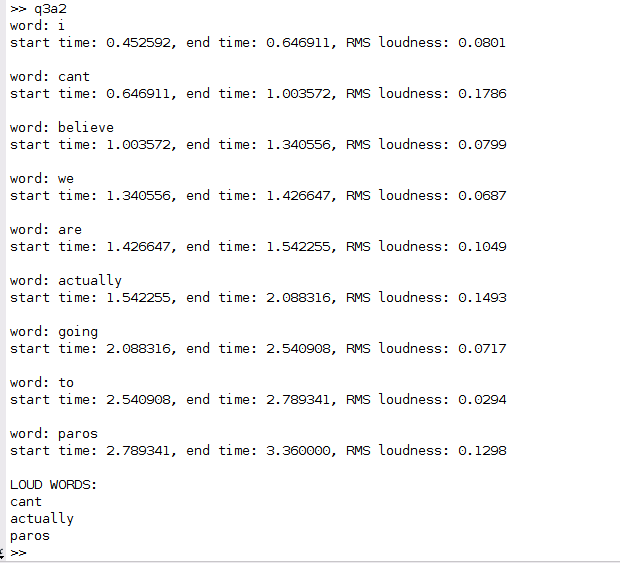 >> q3a2
word: i
start time: 0.452592, end time: 0.646911, RMS loudness: 0.0801
word: cant
start time: 0.646911, end time: 1.003572, RMS loudness: 0.1786
word: believe
start time: 1.003572, end time: 1.340556, RMS loudness: 0.0799
word: we
start time: 1.340556, end time: 1.426647, RMS loudness: 0.0687
word: are
start time: 1.426647, end time: 1.542255, RMS loudness: 0.1049
word: actually
start time: 1.542255, end time: 2.088316, RMS loudness: 0.1493
word: going
start time: 2.088316, end time: 2.540908, RMS loudness: 0.0717
word: to
start time: 2.540908, end time: 2.789341, RMS loudness: 0.0294
word: paros
start time: 2.789341, end time: 3.360000, RMS loudness: 0.1298
LOUD WORDS:
cant
actually
paros
>>